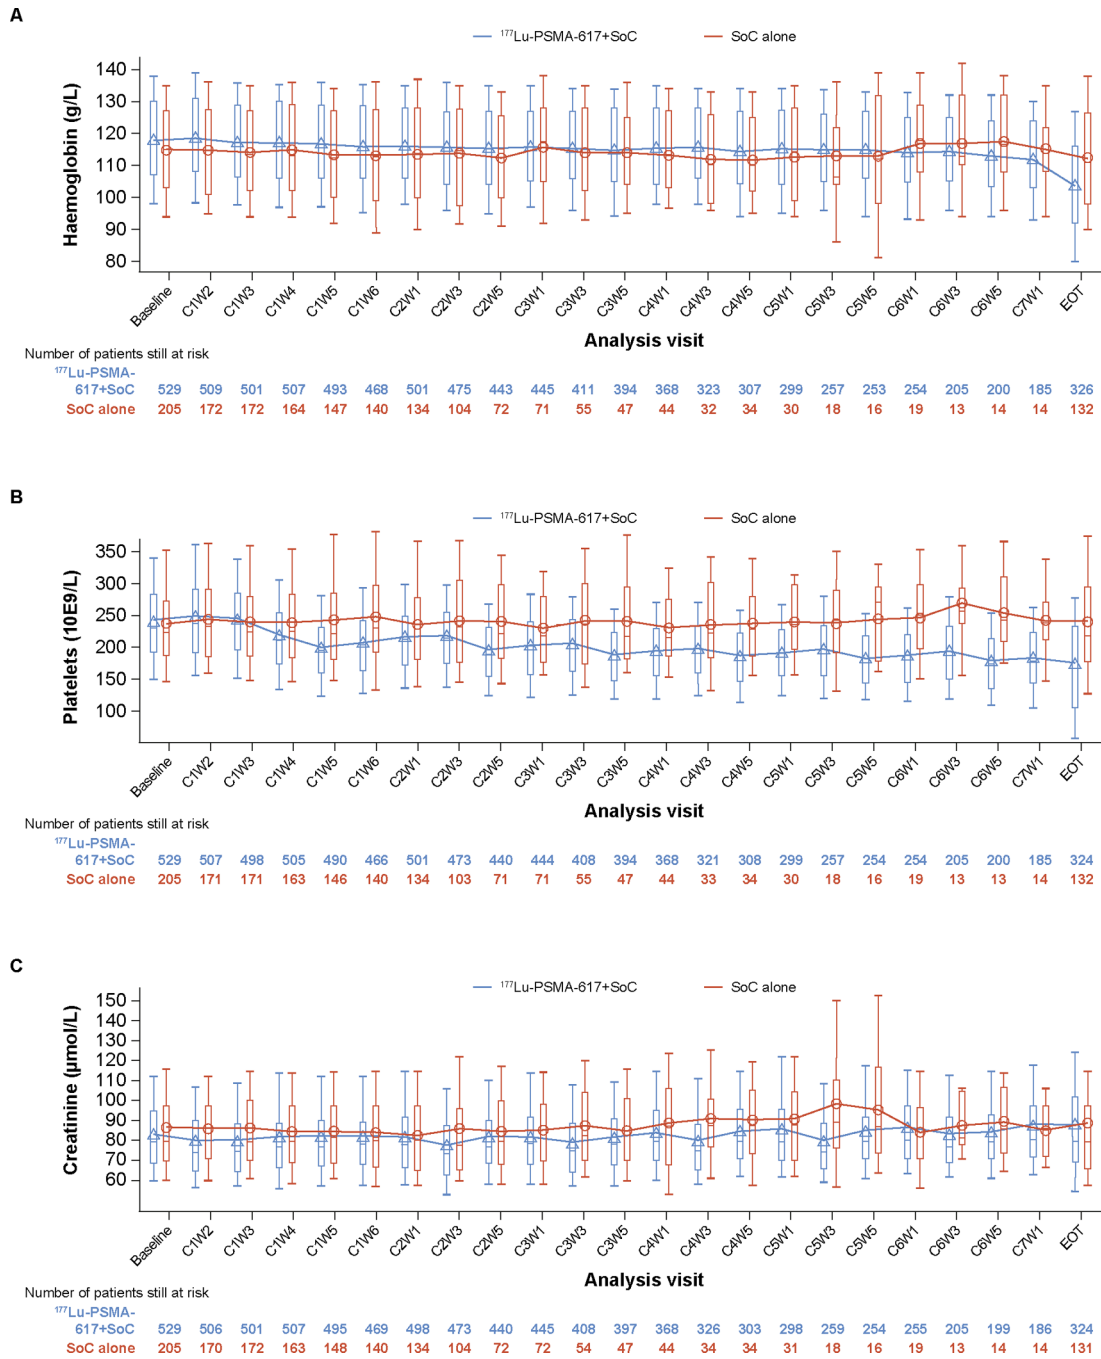 A
¹⁷⁷Lu-PSMA-617+SoC SoC alone
Haemoglobin (g/L)
140
130
120
110
100
90
80
Baseline C1W2 C1W3 C1W4 C1W5 C1W6 C2W1 C2W3 C2W5 C3W1 C3W3 C3W5 C4W1 C4W3 C4W5 C5W1 C5W3 C5W5 C6W1 C6W3 C6W5 C7W1 EOT
Analysis visit
Number of patients still at risk
¹⁷⁷Lu-PSMA-
617+SoC 529 509 501 507 493 468 501 475 443 445 411 394 368 323 307 299 257 253 254 205 200 185 326
SoC alone 205 172 172 164 147 140 134 104 72 71 55 47 44 32 34 30 18 16 19 13 14 14 132
B
¹⁷⁷Lu-PSMA-617+SoC SoC alone
Platelets (10E9/L)
350
300
250
200
150
100
Baseline C1W2 C1W3 C1W4 C1W5 C1W6 C2W1 C2W3 C2W5 C3W1 C3W3 C3W5 C4W1 C4W3 C4W5 C5W1 C5W3 C5W5 C6W1 C6W3 C6W5 C7W1 EOT
Analysis visit
Number of patients still at risk
¹⁷⁷Lu-PSMA-
617+SoC 529 507 498 505 490 466 501 473 440 444 408 394 368 321 308 299 257 254 254 205 200 185 324
SoC alone 205 171 171 163 146 140 134 103 71 71 55 47 44 33 34 30 18 16 19 13 13 14 132
C
¹⁷⁷Lu-PSMA-617+SoC SoC alone
Creatinine (µmol/L)
150
140
130
120
110
100
90
80
70
60
Baseline C1W2 C1W3 C1W4 C1W5 C1W6 C2W1 C2W3 C2W5 C3W1 C3W3 C3W5 C4W1 C4W3 C4W5 C5W1 C5W3 C5W5 C6W1 C6W3 C6W5 C7W1 EOT
Analysis visit
Number of patients still at risk
¹⁷⁷Lu-PSMA-
617+SoC 529 506 501 507 495 469 498 473 440 445 408 397 368 326 303 298 259 254 255 205 199 186 324
SoC alone 205 170 172 163 148 140 134 104 72 72 54 47 44 34 34 31 18 16 19 13 14 14 131